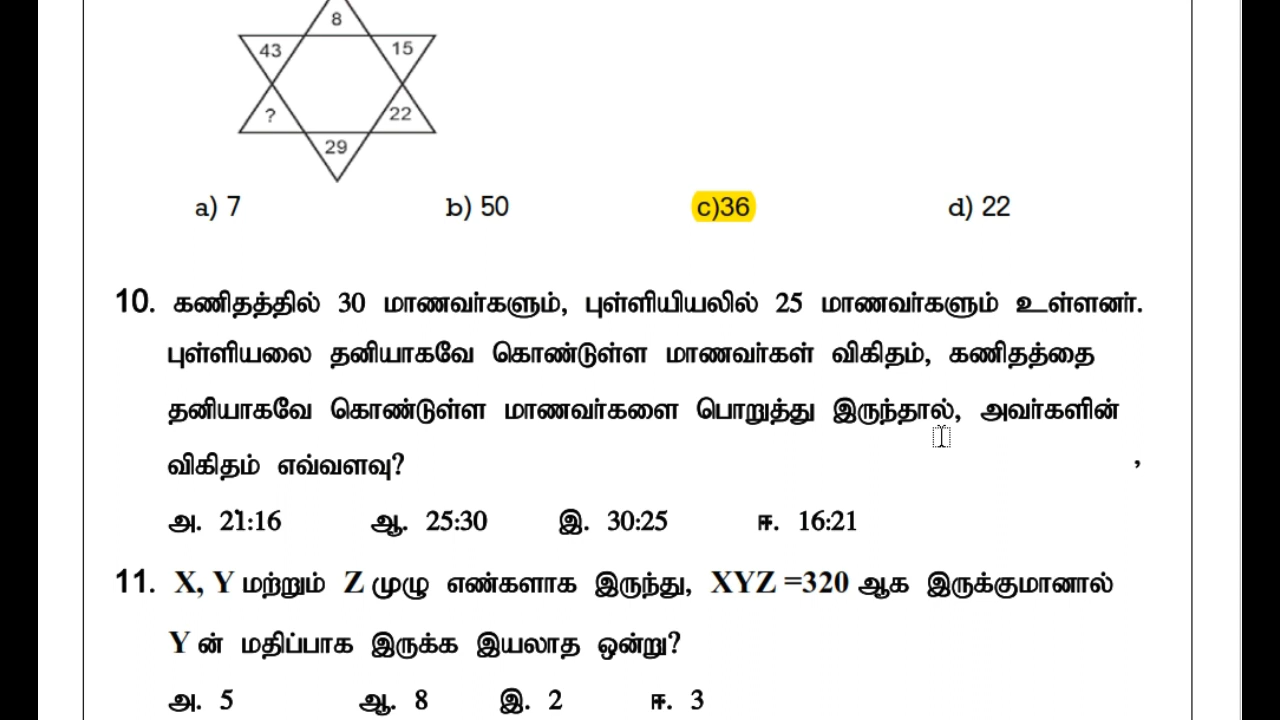 8
43
15
?
22
29
a) 7 b) 50 c)36 d) 22
10. கணிதத்தில் 30 மாணவர்களும், புள்ளியியலில் 25 மாணவர்களும் உள்ளனர்.
புள்ளியலை தனியாகவே கொண்டுள்ள மாணவர்கள் விகிதம், கணிதத்தை
தனியாகவே கொண்டுள்ள மாணவர்களை பொறுத்து இருந்தால், அவர்களின்
விகிதம் எவ்வளவு? ,
அ. 21:16 ஆ. 25:30 இ. 30:25 ஈ. 16:21
11. X, Y மற்றும் Z முழு எண்களாக இருந்து, XYZ =320 ஆக இருக்குமானால்
Y ன் மதிப்பாக இருக்க இயலாத ஒன்று?
அ. 5 ஆ. 8 இ. 2 ஈ. 3